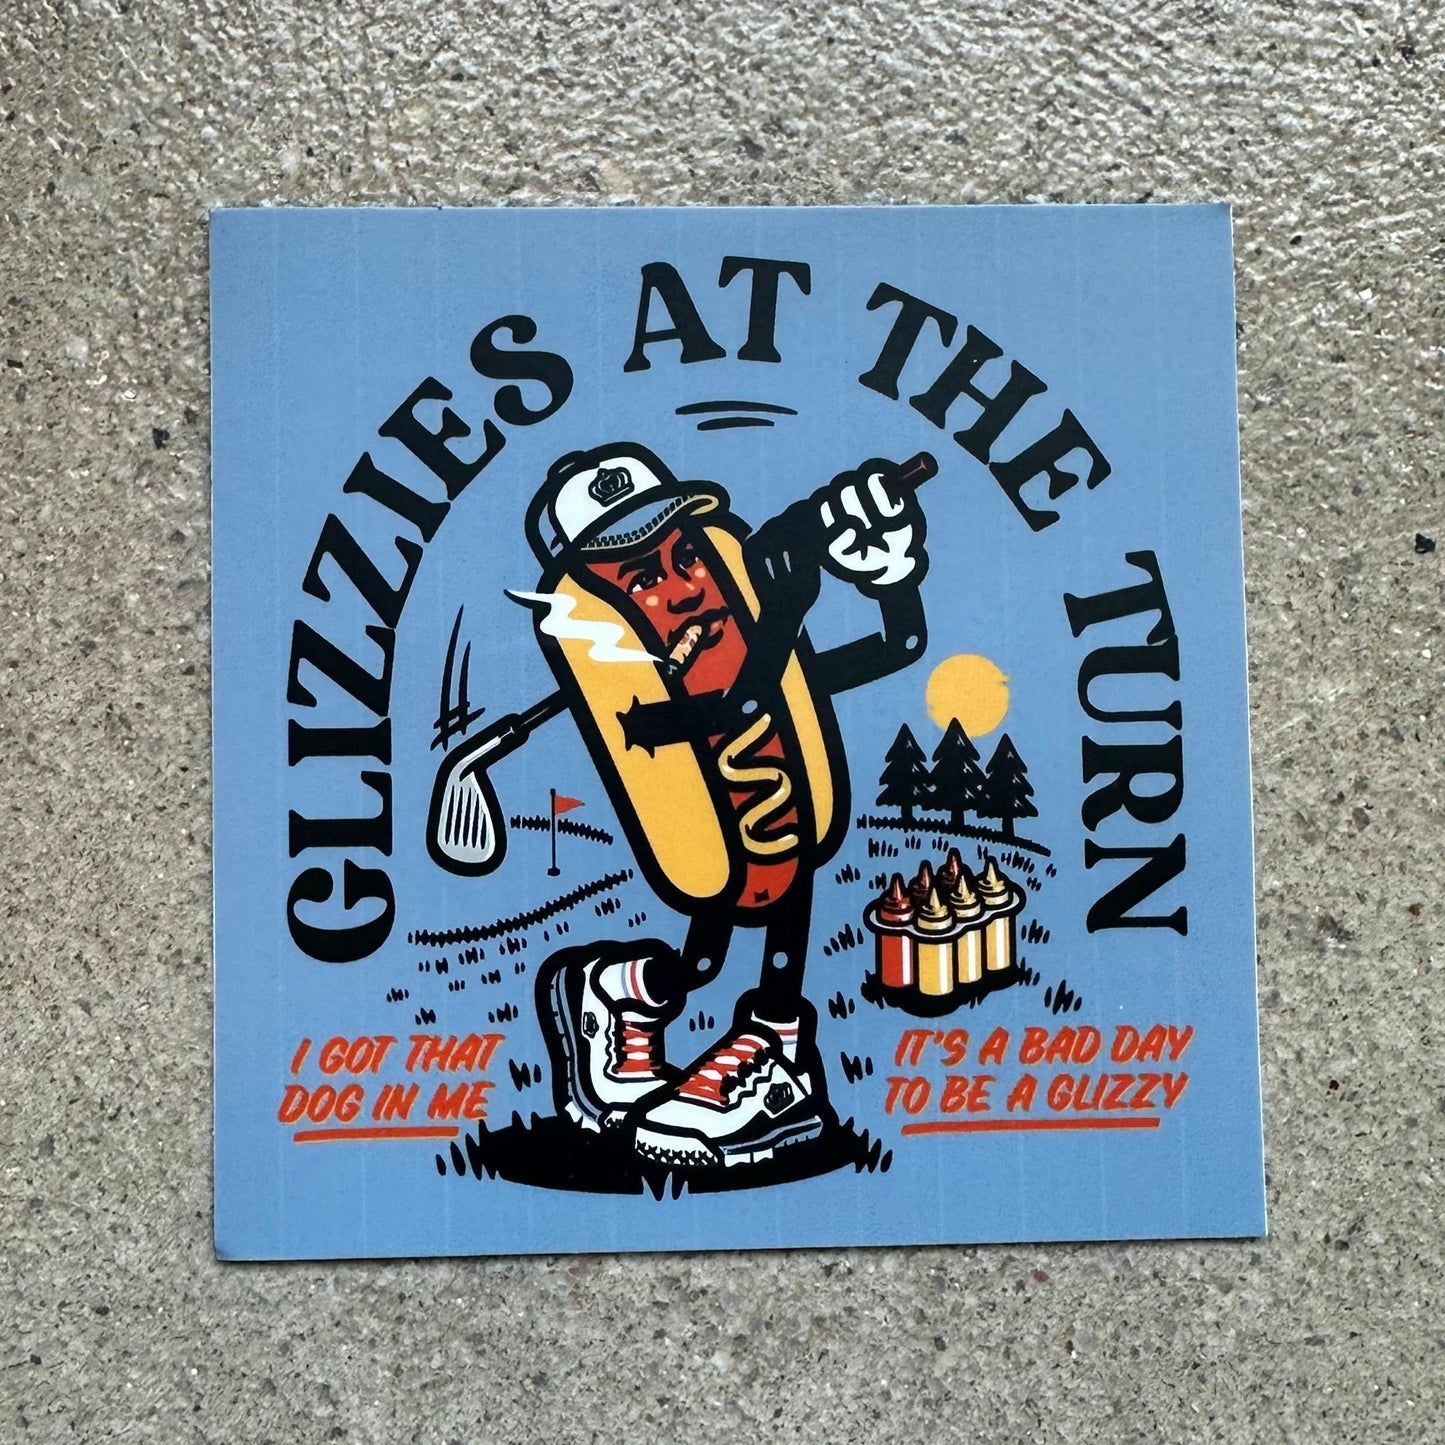 GLIZZIES AT THE TURN
I GOT THAT
DOG IN ME
IT'S A BAD DAY
TO BE A GLIZZY